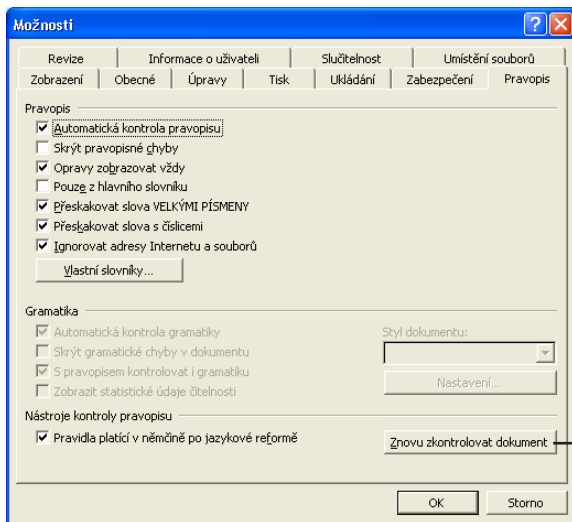 Možnosti
Revize Informace o uživateli Slučitelnost Umístění souborů
Zobrazení Obecné Úpravy Tisk Ukládání Zabezpečení Pravopis
Pravopis
Automatická kontrola pravopisu
Skrýt pravopisné chyby
Opravy zobrazovat vždy
Pouze z hlavního slovníku
Přeskakovat slova VELKÝMI PÍSMENY
Přeskakovat slova s číslicemi
Ignorovat adresy Internetu a souborů
Vlastní slovníky...
Gramatika
Automatická kontrola gramatiky Styl dokumentu:
Skrýt gramatické chyby v dokumentu
S pravopisem kontrolovat i gramatiku
Nastavení...
Zobrazit statistické údaje čitelnosti
Nástroje kontroly pravopisu
Pravidla platící v němčině po jazykové reformě Znovu zkontrolovat dokument
OK Storno